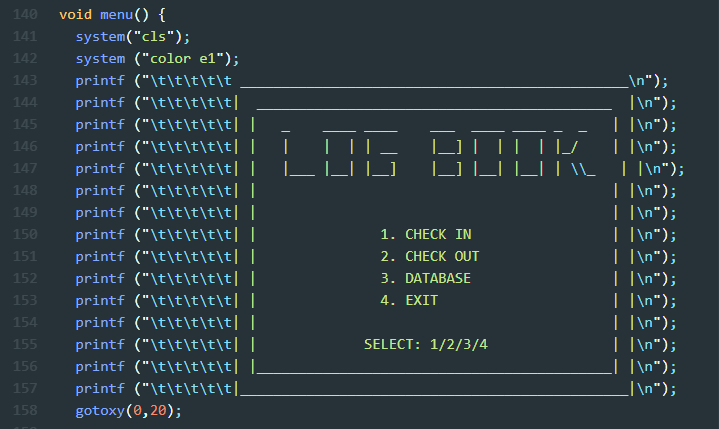 140 void menu() {
141   system("cls");
142   system ("color e1");
143   printf ("\t\t\t\t\t _______________________________________________\n");
144   printf ("\t\t\t\t\t|  ___________________________________________  |\n");
145   printf ("\t\t\t\t\t| |   _    ____ ____    ___  ____ ____ _  _   | |\n");
146   printf ("\t\t\t\t\t| |   |    |  | | __    |__] |  | |  | |_/    | |\n");
147   printf ("\t\t\t\t\t| |   |___ |__| |__]    |__] |__| |__| | \\_   | |\n");
148   printf ("\t\t\t\t\t| |                                           | |\n");
149   printf ("\t\t\t\t\t| |                                           | |\n");
150   printf ("\t\t\t\t\t| |               1. CHECK IN                 | |\n");
151   printf ("\t\t\t\t\t| |               2. CHECK OUT                | |\n");
152   printf ("\t\t\t\t\t| |               3. DATABASE                 | |\n");
153   printf ("\t\t\t\t\t| |               4. EXIT                     | |\n");
154   printf ("\t\t\t\t\t| |                                           | |\n");
155   printf ("\t\t\t\t\t| |             SELECT: 1/2/3/4               | |\n");
156   printf ("\t\t\t\t\t| |___________________________________________| |\n");
157   printf ("\t\t\t\t\t|_______________________________________________|\n");
158   gotoxy(0,20);